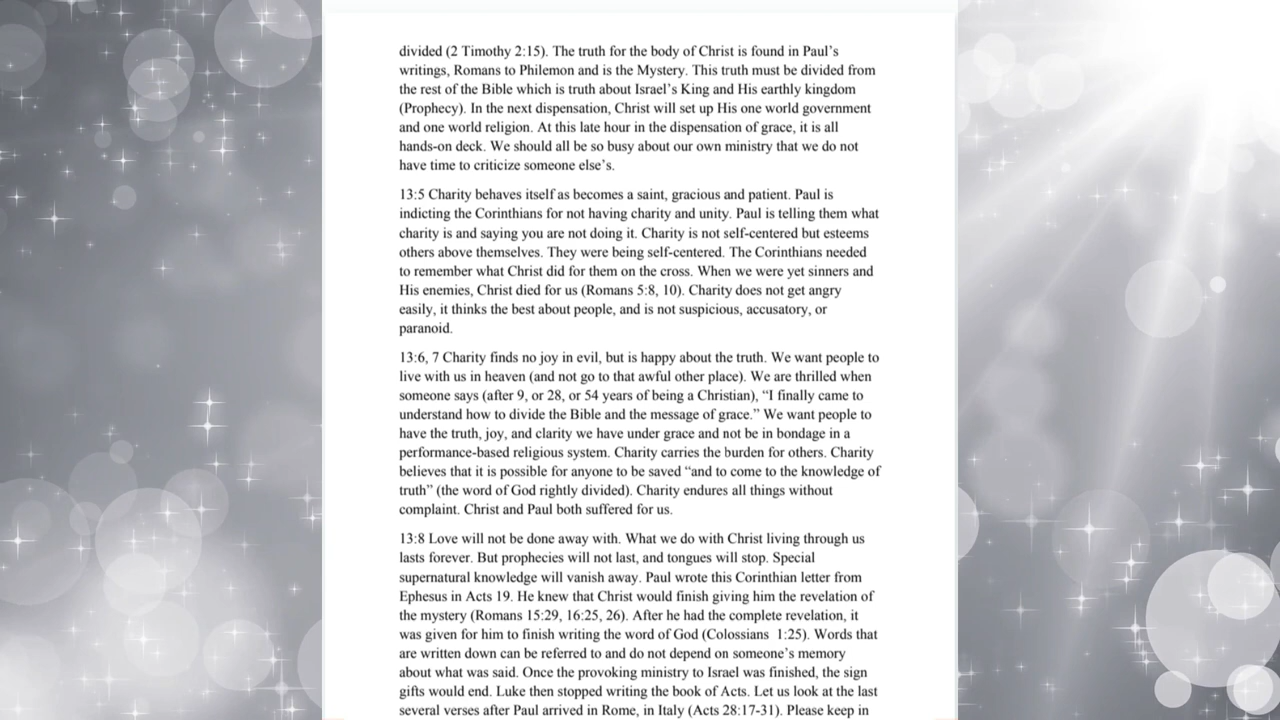 divided (2 Timothy 2:15). The truth for the body of Christ is found in Paul’s
writings, Romans to Philemon and is the Mystery. This truth must be divided from
the rest of the Bible which is truth about Israel’s King and His earthly kingdom
(Prophecy). In the next dispensation, Christ will set up His one world government
and one world religion. At this late hour in the dispensation of grace, it is all
hands-on deck. We should all be so busy about our own ministry that we do not
have time to criticize someone else’s.
13:5 Charity behaves itself as becomes a saint, gracious and patient. Paul is
indicting the Corinthians for not having charity and unity. Paul is telling them what
charity is and saying you are not doing it. Charity is not self-centered but esteems
others above themselves. They were being self-centered. The Corinthians needed
to remember what Christ did for them on the cross. When we were yet sinners and
His enemies, Christ died for us (Romans 5:8, 10). Charity does not get angry
easily, it thinks the best about people, and is not suspicious, accusatory, or
paranoid.
13:6, 7 Charity finds no joy in evil, but is happy about the truth. We want people to
live with us in heaven (and not go to that awful other place). We are thrilled when
someone says (after 9, or 28, or 54 years of being a Christian), “I finally came to
understand how to divide the Bible and the message of grace.” We want people to
have the truth, joy, and clarity we have under grace and not be in bondage in a
performance-based religious system. Charity carries the burden for others. Charity
believes that it is possible for anyone to be saved “and to come to the knowledge of
truth” (the word of God rightly divided). Charity endures all things without
complaint. Christ and Paul both suffered for us.
13:8 Love will not be done away with. What we do with Christ living through us
lasts forever. But prophecies will not last, and tongues will stop. Special
supernatural knowledge will vanish away. Paul wrote this Corinthian letter from
Ephesus in Acts 19. He knew that Christ would finish giving him the revelation of
the mystery (Romans 15:29, 16:25, 26). After he had the complete revelation, it
was given for him to finish writing the word of God (Colossians  1:25). Words that
are written down can be referred to and do not depend on someone’s memory
about what was said. Once the provoking ministry to Israel was finished, the sign
gifts would end. Luke then stopped writing the book of Acts. Let us look at the last
several verses after Paul arrived in Rome, in Italy (Acts 28:17-31). Please keep in